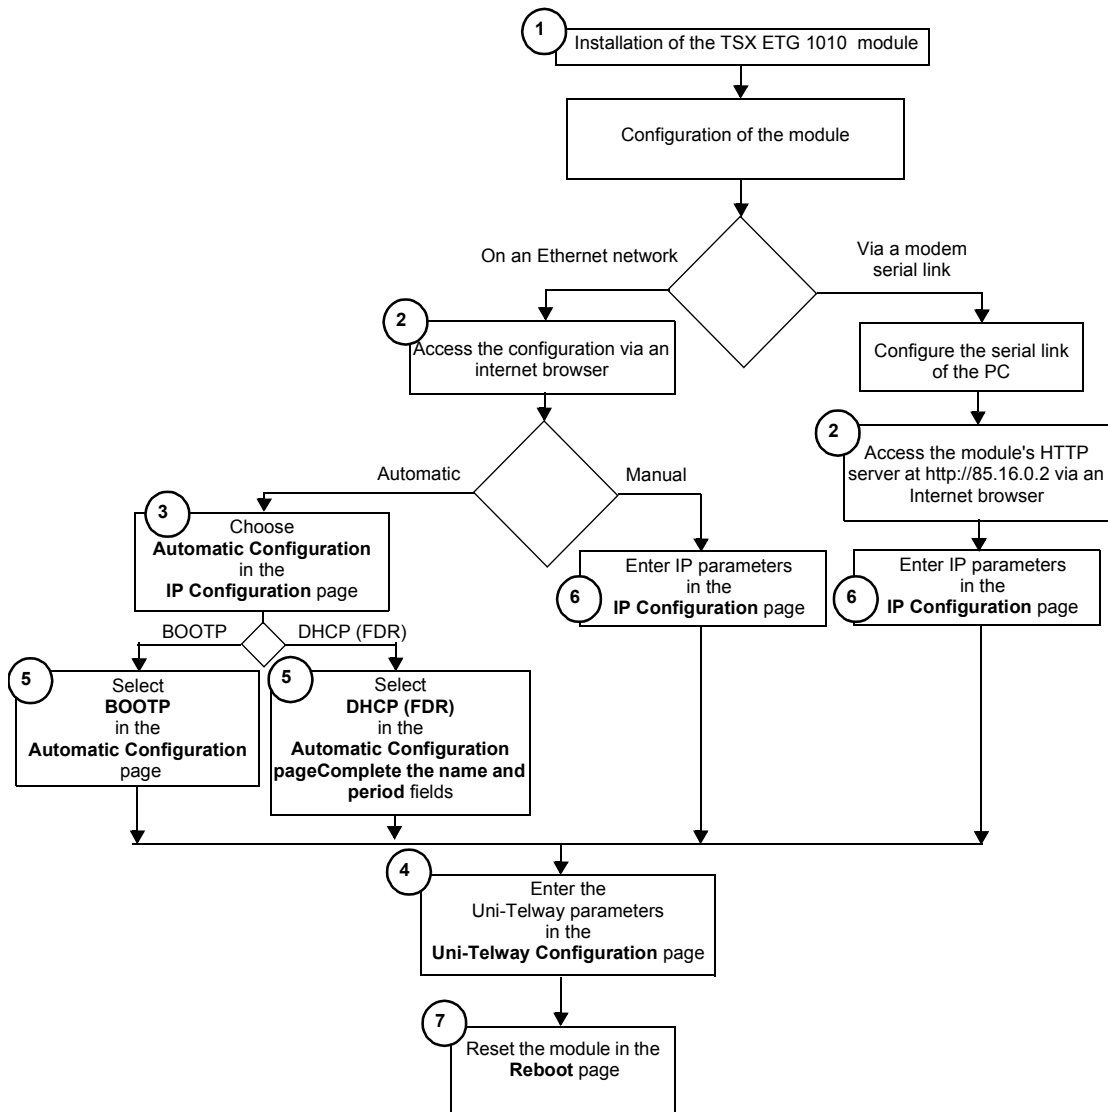 1
Installation of the TSX ETG 1010 module
Configuration of the module
On an Ethernet network
Via a modem
serial link
2
Access the configuration via an
internet browser
Configure the serial link
of the PC
2
Access the module's HTTP
server at http://85.16.0.2 via an
Internet browser
Automatic
Manual
3
Choose
Automatic Configuration
in the
IP Configuration page
6
Enter IP parameters
in the
IP Configuration page
6
Enter IP parameters
in the
IP Configuration page
BOOTP
DHCP (FDR)
5
Select
BOOTP
in the
Automatic Configuration
page
5
Select
DHCP (FDR)
in the
Automatic Configuration
pageComplete the name and
period fields
4
Enter the
Uni-Telway parameters
in the
Uni-Telway Configuration page
7
Reset the module in the
Reboot page